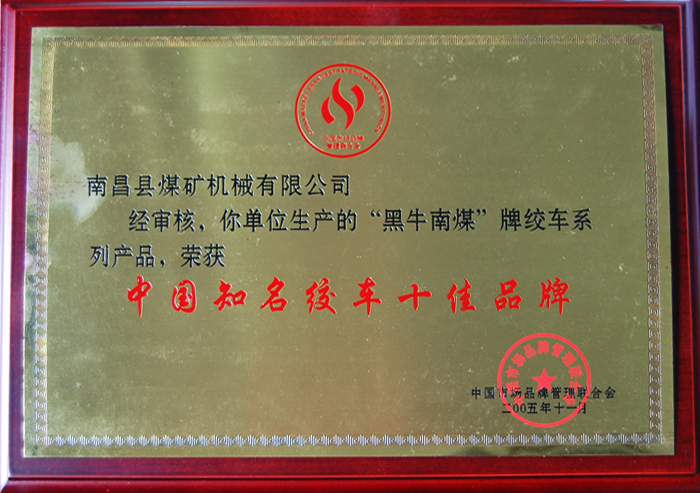 南昌县煤矿机械有限公司
经审核，你单位生产的“黑牛南煤”牌绞车系
列产品，荣获
中国知名绞车十佳品牌
中国市场品牌管理联合会
二00五年十一月